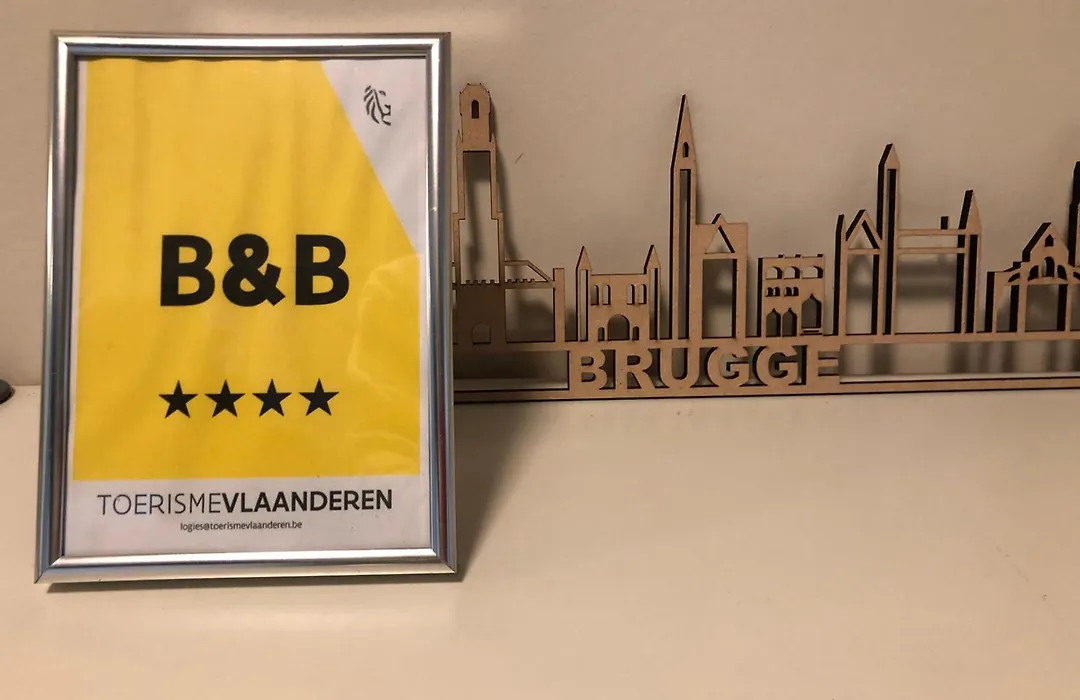 B&B
★★★★
TOERISMEVLAANDEREN
logies@toerismevlaanderen.be
BRUGGE